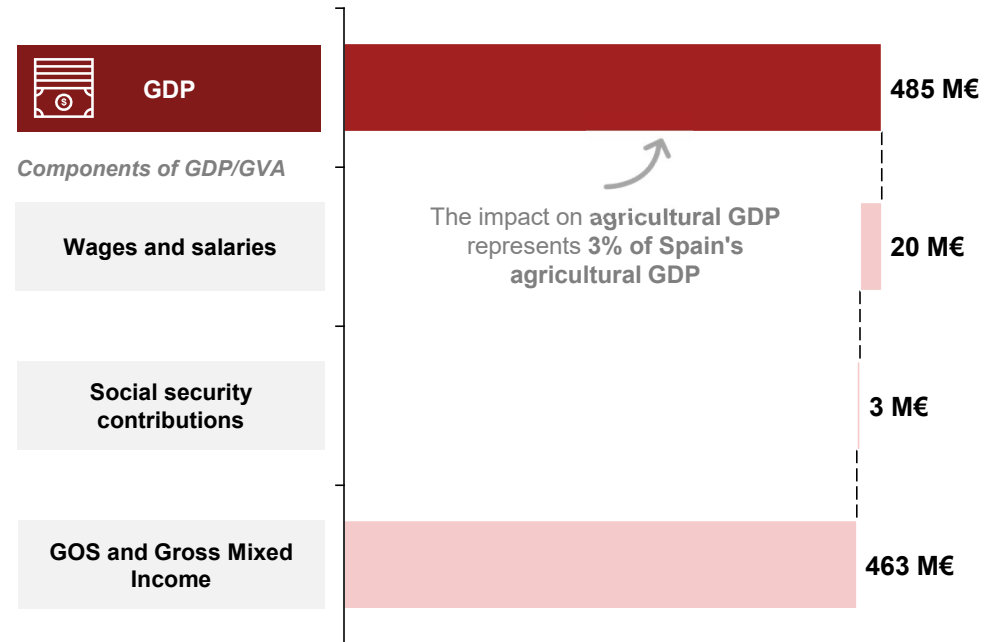 GDP
485 M€
Components of GDP/GVA
The impact on agricultural GDP
represents 3% of Spain's
agricultural GDP
Wages and salaries
20 M€
Social security
contributions
3 M€
GOS and Gross Mixed
Income
463 M€